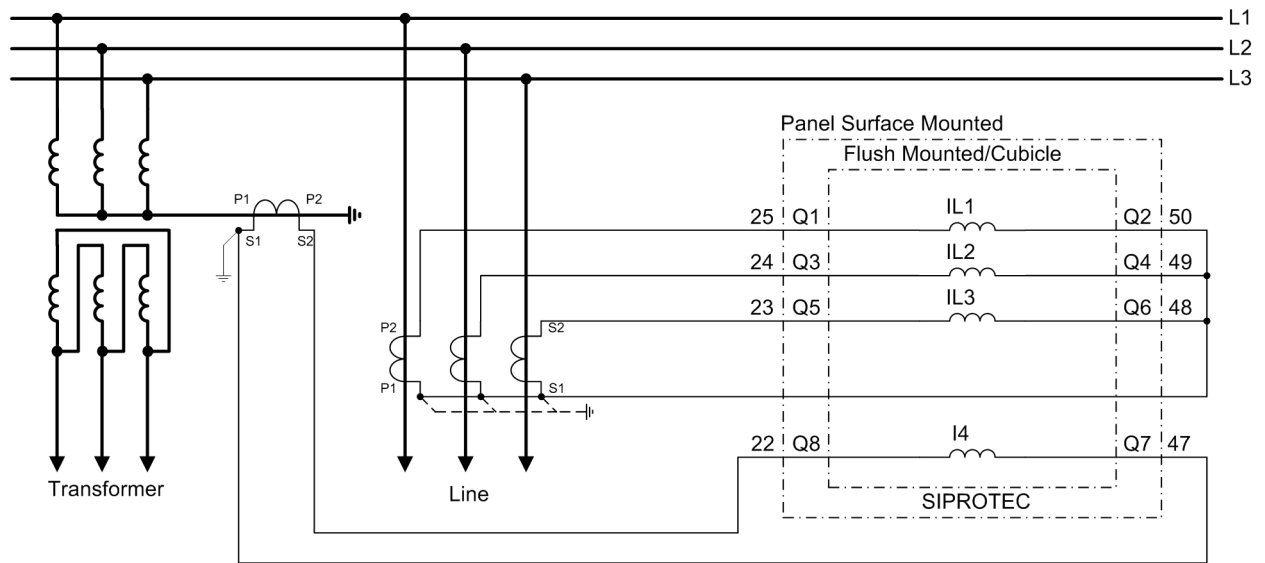 L1
L2
L3
Panel Surface Mounted
Flush Mounted/Cubicle
P1 P2
S1 S2
25 Q1 IL1 Q2 50
24 Q3 IL2 Q4 49
23 Q5 IL3 Q6 48
P2 S2
P1 S1
22 Q8 I4 Q7 47
Transformer
Line
SIPROTEC